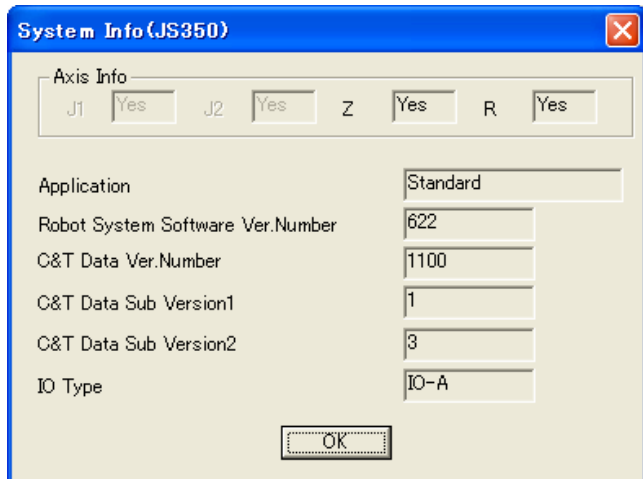 System Info(JS350)
Axis Info
J1 Yes J2 Yes Z Yes R Yes
Application Standard
Robot System Software Ver.Number 622
C&T Data Ver.Number 1100
C&T Data Sub Version1 1
C&T Data Sub Version2 3
IO Type IO-A
OK